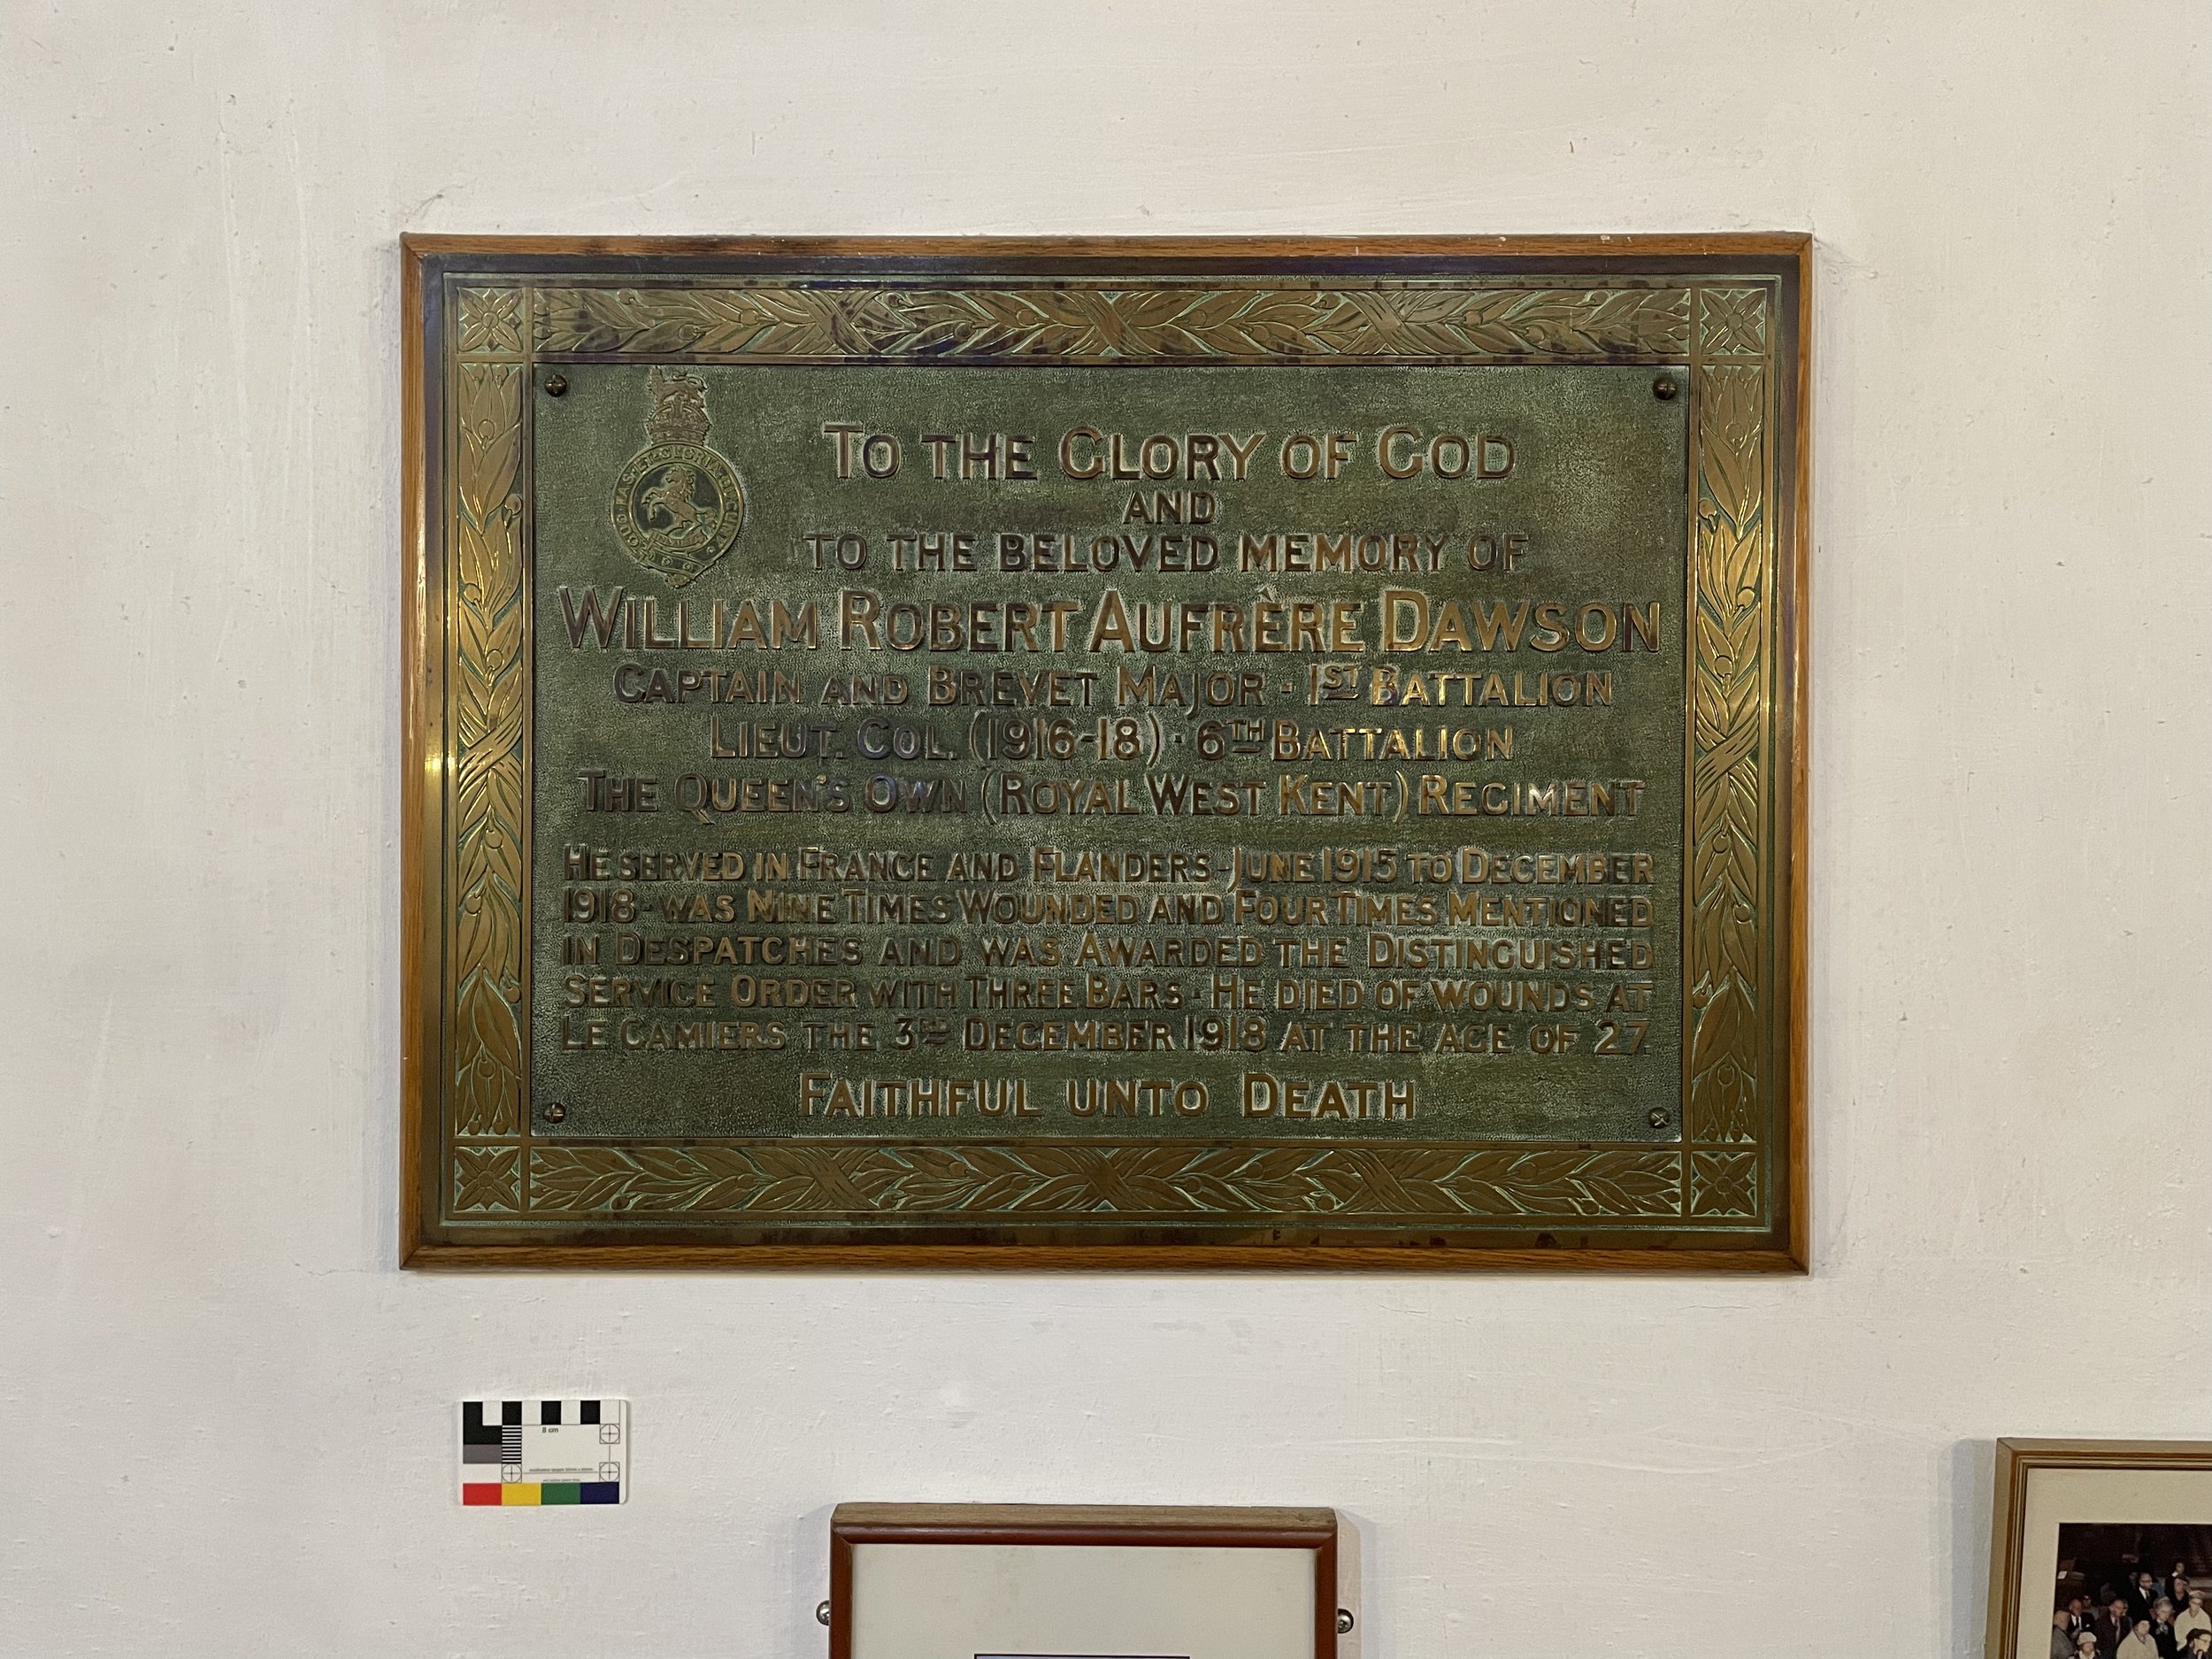 To the Glory of God
and
to the beloved memory of
William Robert Aufrère Dawson
Captain and Brevet Major · 1st Battalion
Lieut. Col. (1916-18) · 6th Battalion
The Queen's Own (Royal West Kent) Regiment
He served in France and Flanders - June 1915 to December
1918 - was Nine Times Wounded and Four Times Mentioned
in Despatches and was Awarded the Distinguished
Service Order with Three Bars · He died of wounds at
Le Camiers the 3rd December 1918 at the age of 27.
Faithful unto Death
8 cm